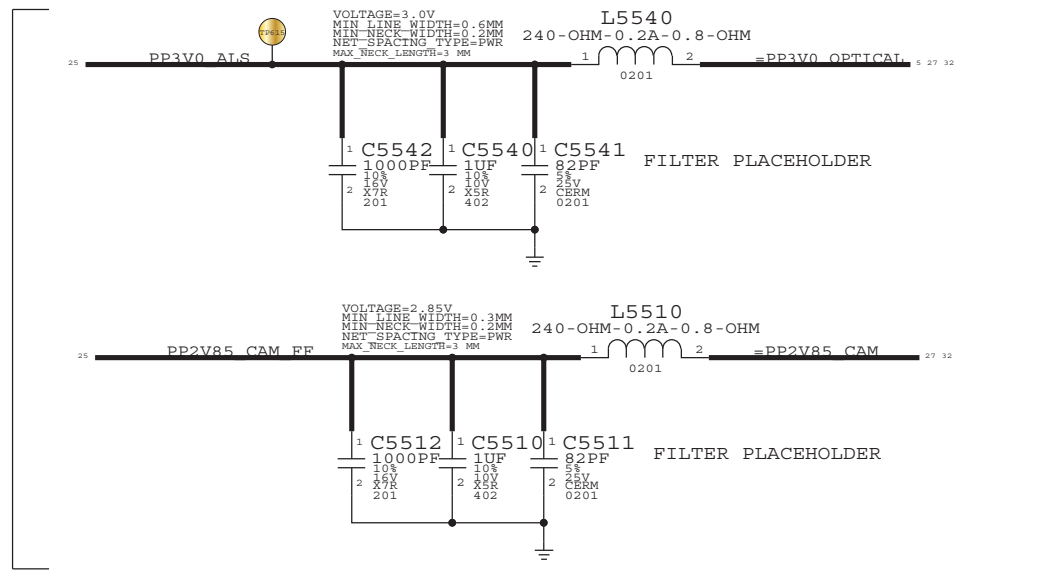 VOLTAGE=3.0V
MIN_LINE_WIDTH=0.6MM
MIN_NECK_WIDTH=0.2MM
NET_SPACING_TYPE=PWR
MAX_NECK_LENGTH=3 MM
L5540
240-OHM-0.2A-0.8-OHM
TP615
25
PP3V0_ALS
1
2
0201
=PP3V0_OPTICAL
5 27 32
1
C5542
1000PF
10%
16V
X7R
201
2
1
C5540
1UF
10%
10V
X5R
402
2
1
C5541
82PF
5%
25V
CERM
0201
2
FILTER PLACEHOLDER
VOLTAGE=2.85V
MIN_LINE_WIDTH=0.3MM
MIN_NECK_WIDTH=0.2MM
NET_SPACING_TYPE=PWR
MAX_NECK_LENGTH=3 MM
L5510
240-OHM-0.2A-0.8-OHM
25
PP2V85_CAM_FF
1
2
0201
=PP2V85_CAM
27 32
1
C5512
1000PF
10%
16V
X7R
201
2
1
C5510
1UF
10%
10V
X5R
402
2
1
C5511
82PF
5%
25V
CERM
0201
2
FILTER PLACEHOLDER